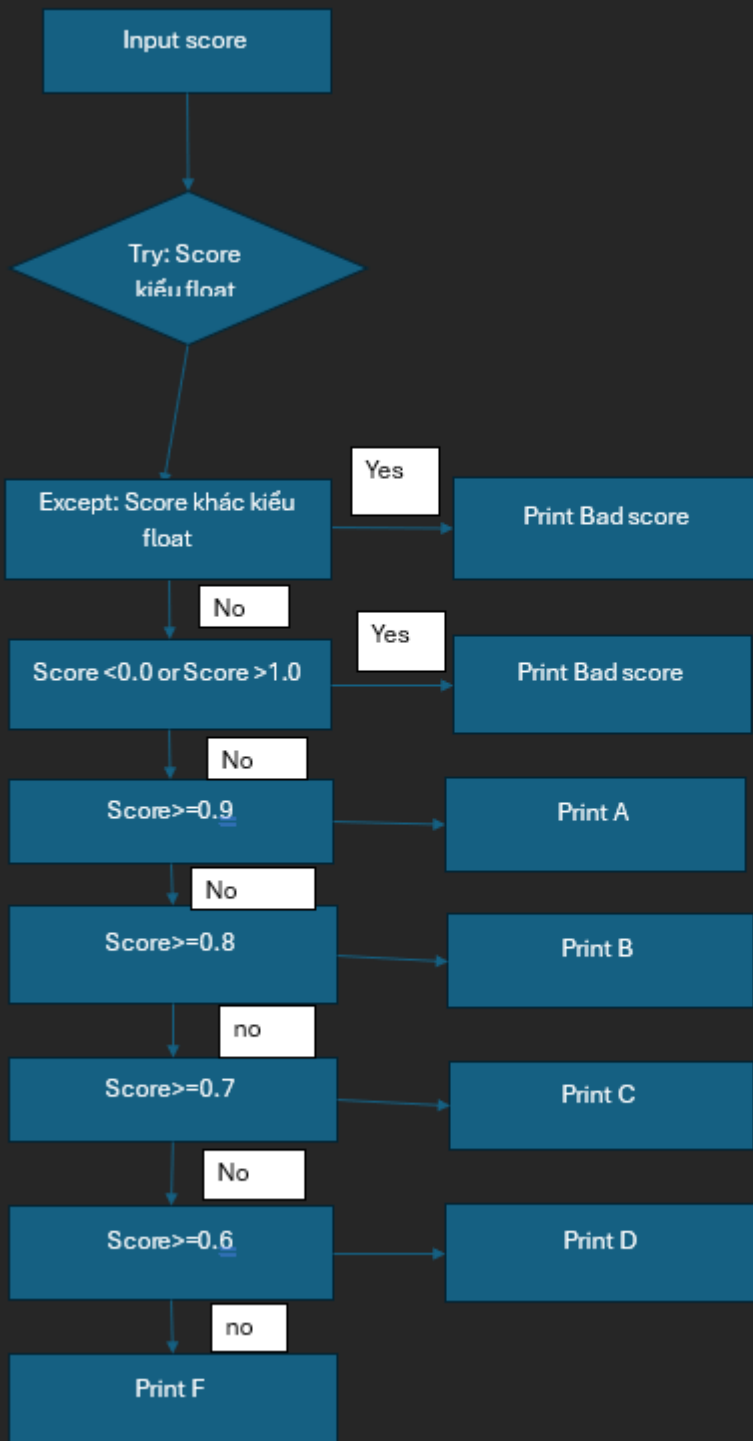 Input score
Try: Score
kiểu float
Except: Score khác kiểu
float
Yes
Print Bad score
No
Score <0.0 or Score >1.0
Yes
Print Bad score
No
Score>=0.9
Print A
No
Score>=0.8
Print B
no
Score>=0.7
Print C
No
Score>=0.6
Print D
no
Print F